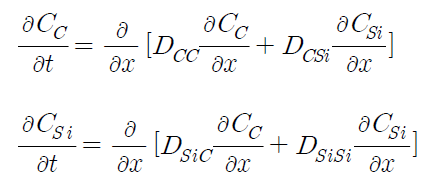 ∂C_C/∂t = ∂/∂x [D_CC ∂C_C/∂x + D_CSi ∂C_Si/∂x]
∂C_Si/∂t = ∂/∂x [D_SiC ∂C_C/∂x + D_SiSi ∂C_Si/∂x]